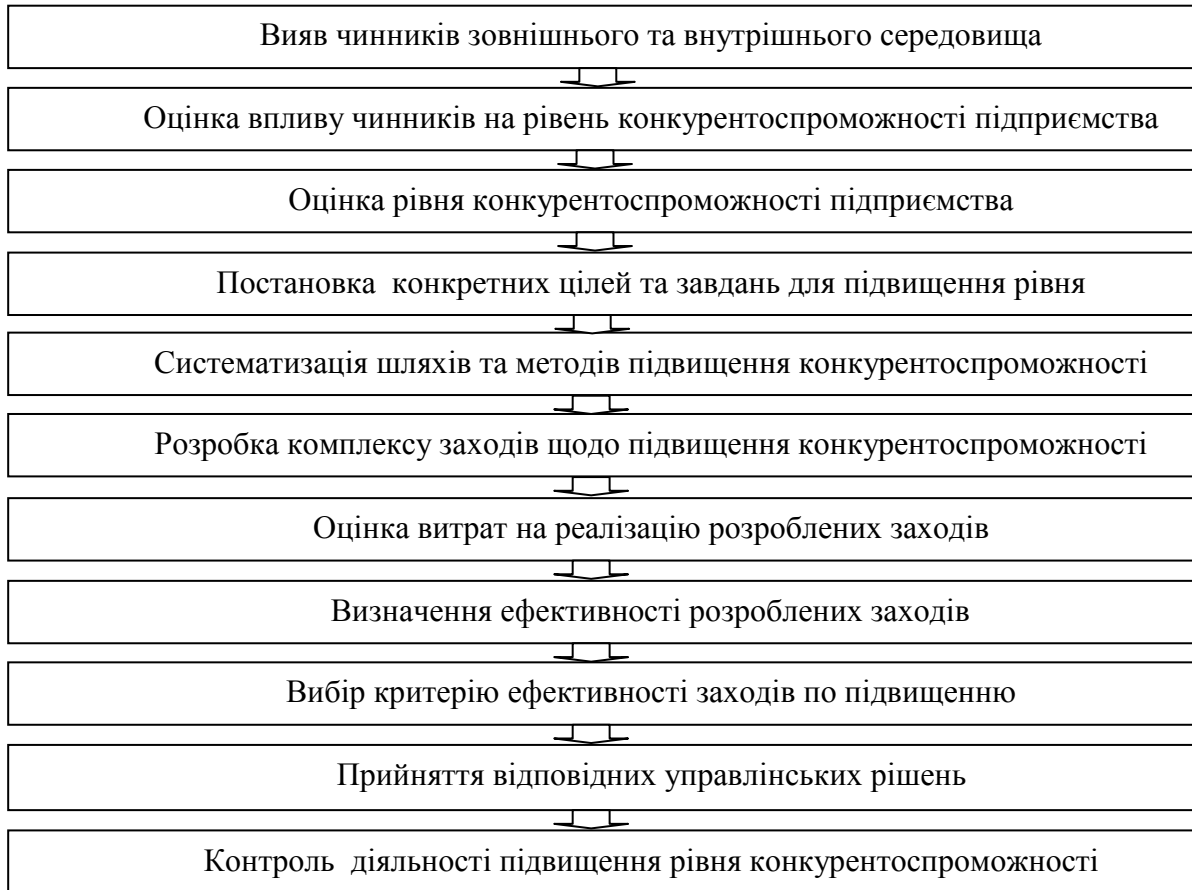 Вияв чинників зовнішнього та внутрішнього середовища
Оцінка впливу чинників на рівень конкурентоспроможності підприємства
Оцінка рівня конкурентоспроможності підприємства
Постановка конкретних цілей та завдань для підвищення рівня
Систематизація шляхів та методів підвищення конкурентоспроможності
Розробка комплексу заходів щодо підвищення конкурентоспроможності
Оцінка витрат на реалізацію розроблених заходів
Визначення ефективності розроблених заходів
Вибір критерію ефективності заходів по підвищенню
Прийняття відповідних управлінських рішень
Контроль діяльності підвищення рівня конкурентоспроможності